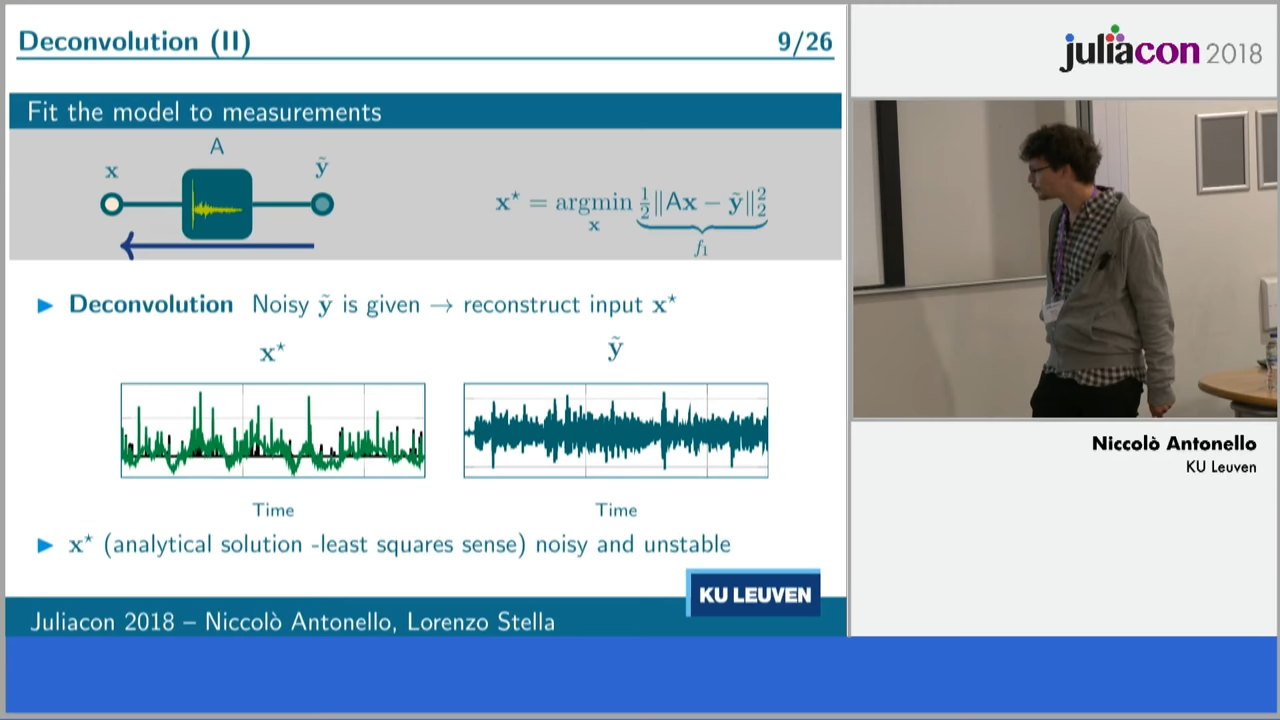 Deconvolution (II)
9/26
Fit the model to measurements
A
x
ỹ
x⋆ = argmin ½‖Ax − ỹ‖₂²
x
f₁
Deconvolution Noisy ỹ is given → reconstruct input x⋆
x⋆
ỹ
Time
Time
x⋆ (analytical solution -least squares sense) noisy and unstable
KU LEUVEN
Juliacon 2018 – Niccolò Antonello, Lorenzo Stella
juliacon 2018
Niccolò Antonello
KU Leuven